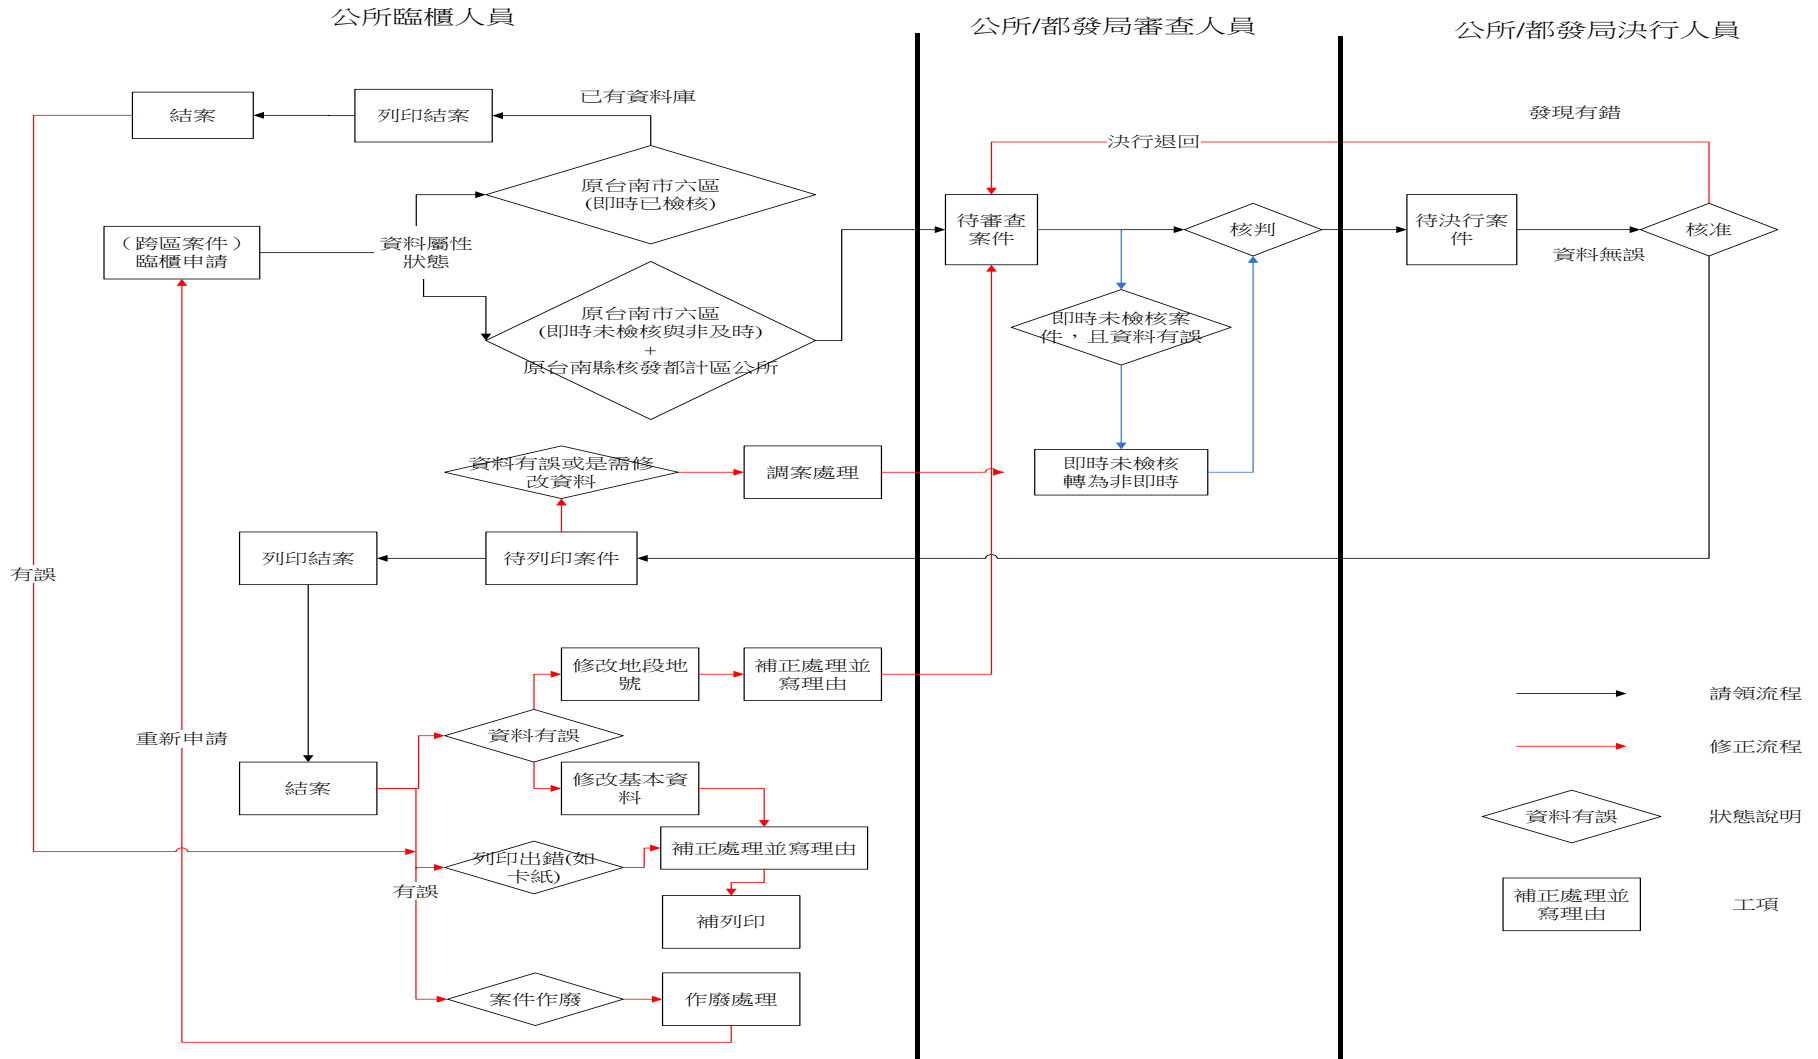 公所臨櫃人員
公所/都發局審查人員
公所/都發局決行人員
結案
列印結案
已有資料庫
發現有錯
決行退回
原台南市六區
(即時已檢核)
(跨區案件)
臨櫃申請
資料屬性
狀態
待審查
案件
核判
待決行案
件
資料無誤
核准
原台南市六區
(即時未檢核與非及時)
+
原台南縣核發都計區公所
即時未檢核案
件，且資料有誤
資料有誤或是需修
改資料
調案處理
即時未檢核
轉為非即時
列印結案
待列印案件
有誤
修改地段地
號
補正處理並
寫理由
重新申請
資料有誤
結案
修改基本資
料
補正處理並寫理由
列印出錯(如
卡紙)
有誤
補列印
案件作廢
作廢處理
請領流程
修正流程
資料有誤
狀態說明
補正處理並
寫理由
工項